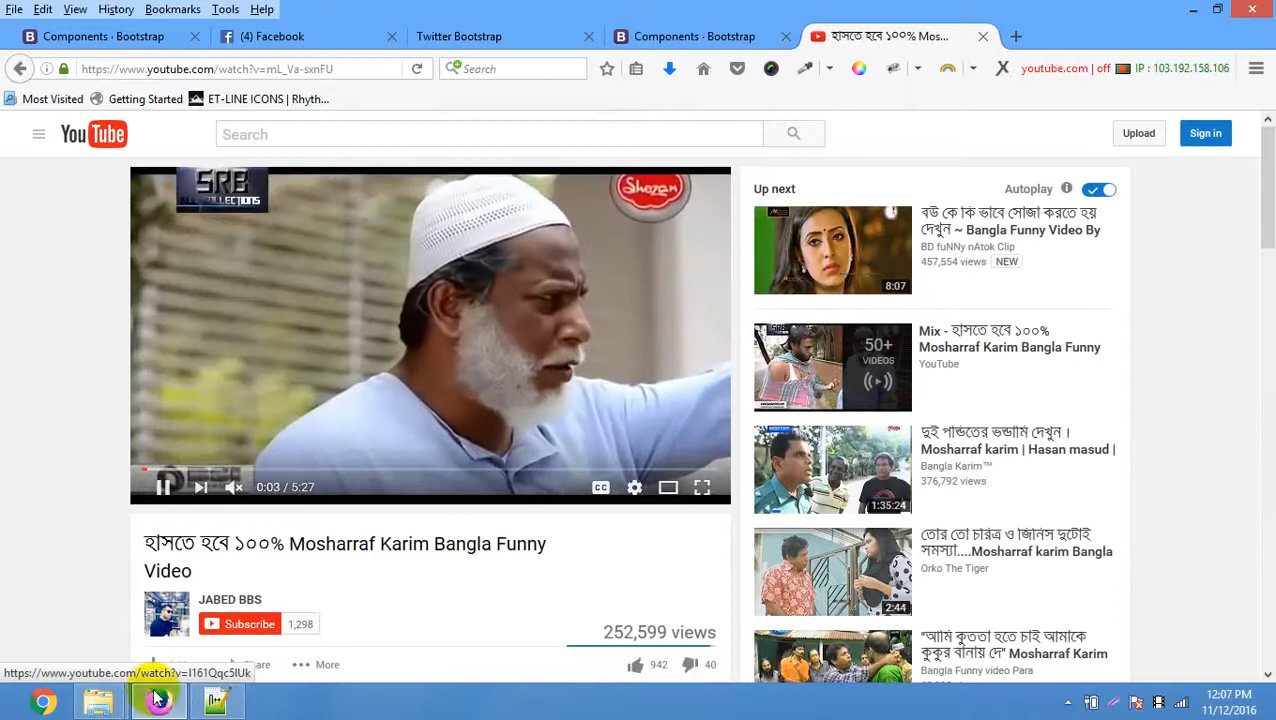 File Edit View History Bookmarks Tools Help
Components · Bootstrap
(4) Facebook
Twitter Bootstrap
Components · Bootstrap
হাসতে হবে ১০০% Mos...
https://www.youtube.com/watch?v=mL_Va-sxnFU
Search
youtube.com | off
IP : 103.192.158.106
Most Visited
Getting Started
ET-LINE ICONS | Rhyth...
YouTube
Search
Upload
Sign in
SRB
COLLECTIONS
Shezan
0:03 / 5:27
CC
হাসতে হবে ১০০% Mosharraf Karim Bangla Funny
Video
JABED BBS
Subscribe
1,298
252,599 views
More
942
40
Up next
Autoplay
বউ কে কি ভাবে সোজা করতে হয়
দেখুন ~ Bangla Funny Video By
BD fuNNy nAtok Clip
457,554 views
NEW
8:07
Mix - হাসতে হবে ১০০%
Mosharraf Karim Bangla Funny
YouTube
50+
VIDEOS
দুই পান্ডতের ভন্ডামি দেখুন।
Mosharraf karim | Hasan masud |
Bangla Karim™
376,792 views
1:35:24
তোর তো চরিত্র ও জিনিস দুটোই
সমস্যা....Mosharraf karim Bangla
Orko The Tiger
2:44
"আমি কুততা হতে চাই আমাকে
কুকুর বানায় দে" Mosharraf Karim
Bangla Funny video Para
https://www.youtube.com/watch?v=I161Qqc5lUk
12:07 PM
11/12/2016